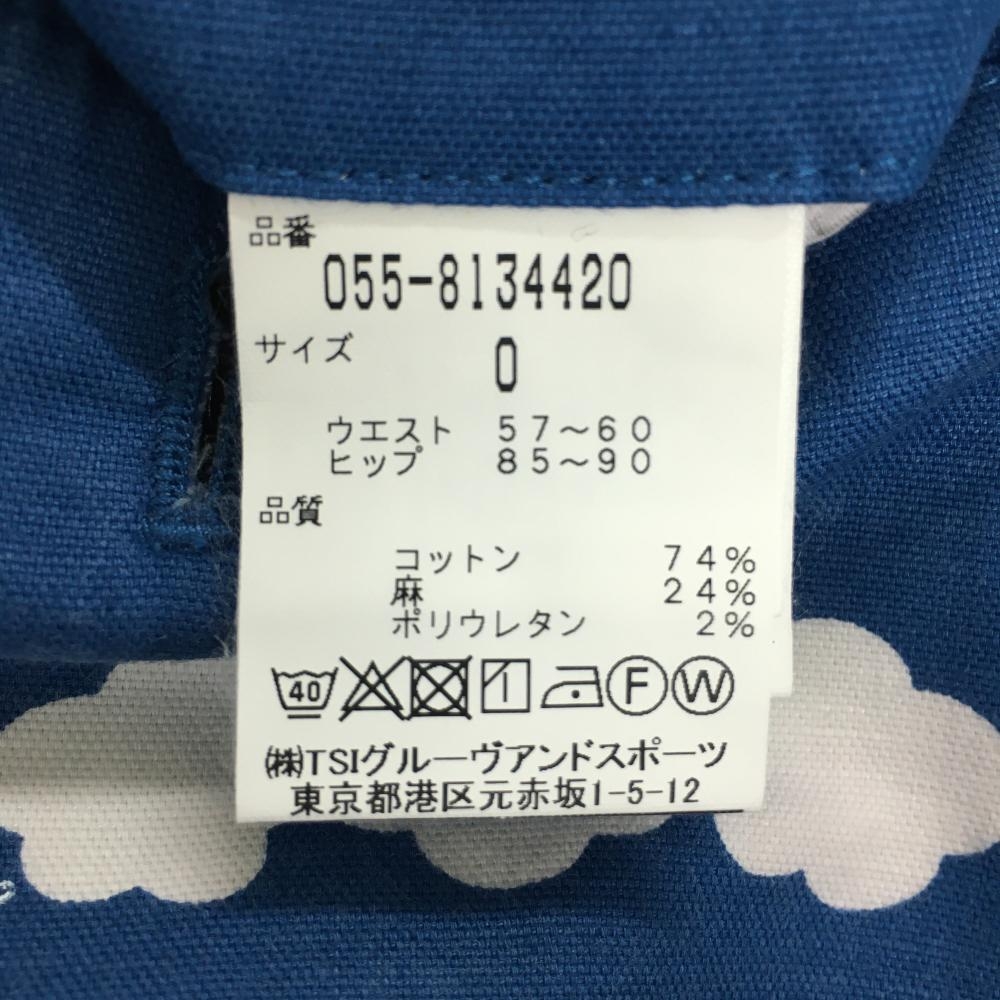 品番
055-8134420
サイズ 0
ウエスト 57～60
ヒップ 85～90
品質
コットン 74%
麻 24%
ポリウレタン 2%
40 F W
㈱TSIグルーヴアンドスポーツ
東京都港区元赤坂1-5-12